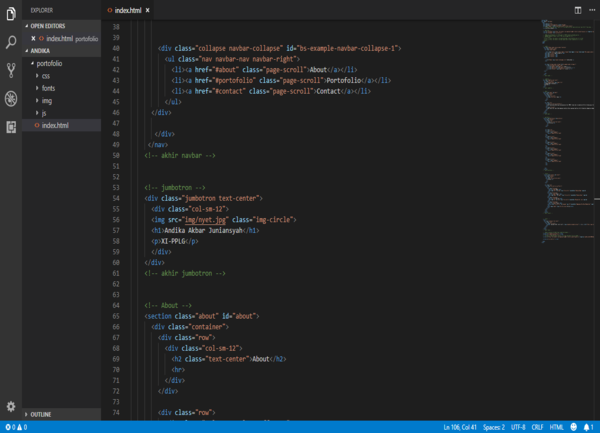 EXPLORER
OPEN EDITORS
index.html portofolio
ANDIKA
portofolio
css
fonts
img
js
index.html
OUTLINE
index.html
38
39
40 <div class="collapse navbar-collapse" id="bs-example-navbar-collapse-1">
41 <ul class="nav navbar-nav navbar-right">
42 <li><a href="#about" class="page-scroll">About</a></li>
43 <li><a href="#portofolio" class="page-scroll">Portofolio</a></li>
44 <li><a href="#contact" class="page-scroll">Contact</a></li>
45 </ul>
46 </div>
47
48 </div>
49 </nav>
50 <!-- akhir navbar -->
51
52
53 <!-- jumbotron -->
54 <div class="jumbotron text-center">
55 <div class="col-sm-12">
56 <img src="img/nyet.jpg" class="img-circle">
57 <h1>Andika Akbar Juniansyah</h1>
58 <p>XI-PPLG</p>
59 </div>
60 </div>
61 <!-- akhir jumbotron -->
62
63
64 <!-- About -->
65 <section class="about" id="about">
66 <div class="container">
67 <div class="row">
68 <div class="col-sm-12">
69 <h2 class="text-center">About</h2>
70 <hr>
71 </div>
72 </div>
73
74 <div class="row">
0 0
Ln 106, Col 41 Spaces: 2 UTF-8 CRLF HTML 1